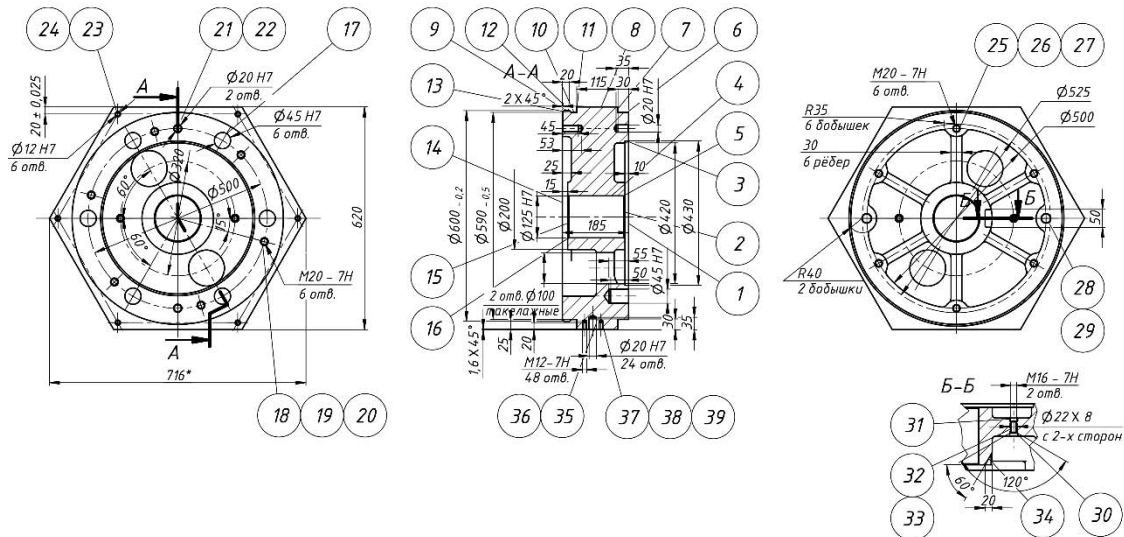 24 23 21 22 17
A
Ø20 H7
2 отв.
20 ± 0,025
Ø45 H7
6 отв.
Ø12 H7
6 отв.
Ø320
60°
Ø500
15°
60°
620
M20 - 7H
6 отв.
A
716*
18 19 20
9 12 10 11 8 7 6
A-A
35
20
115 30
13
2 X 45°
Ø20 H7
4
45
53
5
14
25
10
3
15
Ø600 -0,2
Ø590 -0,5
Ø200
Ø125 H7
185
Ø420
Ø430
2
15
55
50
Ø45 H7
1
16
2 отв. Ø100
такелажные
1,6 X 45°
25
20
30
35
Ø20 H7
24 отв.
M12-7H
48 отв.
36 35 37 38 39
25 26 27
M20 - 7H
6 отв.
Ø525
R35
6 бобышек
Ø500
30
6 рёбер
Б
Б
50
R40
2 бобышки
28
29
Б-Б
M16 - 7H
2 отв.
31
Ø22 X 8
с 2-х сторон
32
60°
120°
20
33
34
30